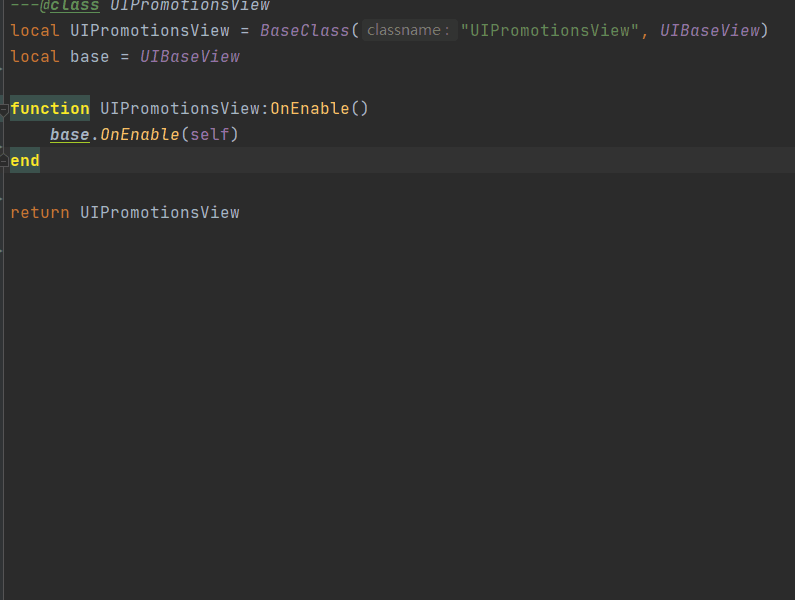 ---@class UIPromotionsView
local UIPromotionsView = BaseClass( classname : "UIPromotionsView", UIBaseView)
local base = UIBaseView
function UIPromotionsView:OnEnable()
    base.OnEnable(self)
end
return UIPromotionsView